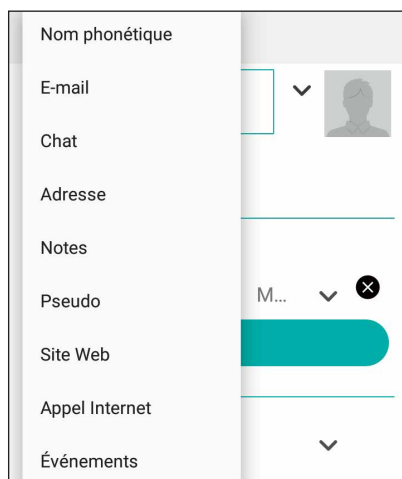 Nom phonétique
E-mail
Chat
Adresse
Notes
Pseudo
M...
Site Web
Appel Internet
Événements